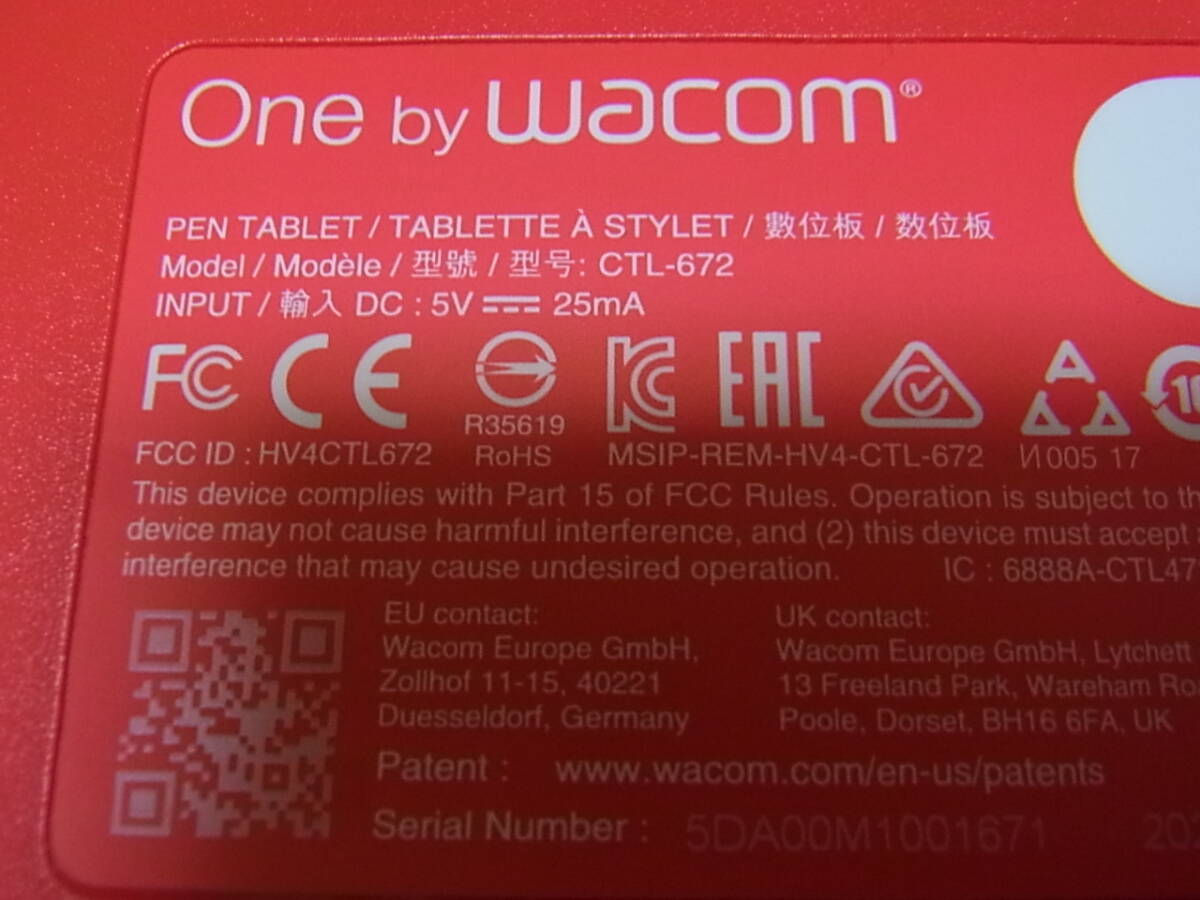 One by wacom®
PEN TABLET / TABLETTE À STYLET / 數位板 / 数位板
Model / Modèle / 型號 / 型号: CTL-672
INPUT / 輸入 DC : 5V ⎓ 25mA
FC CE KC EAC
R35619
FCC ID : HV4CTL672 RoHS MSIP-REM-HV4-CTL-672 И005 17
This device complies with Part 15 of FCC Rules. Operation is subject to
device may not cause harmful interference, and (2) this device must accept
interference that may cause undesired operation. IC : 6888A-CTL47
EU contact:
Wacom Europe GmbH,
Zollhof 11-15, 40221
Duesseldorf, Germany
UK contact:
Wacom Europe GmbH, Lytchett
13 Freeland Park, Wareham
Poole, Dorset, BH16 6FA, UK
Patent : www.wacom.com/en-us/patents
Serial Number : 5DA00M1001671